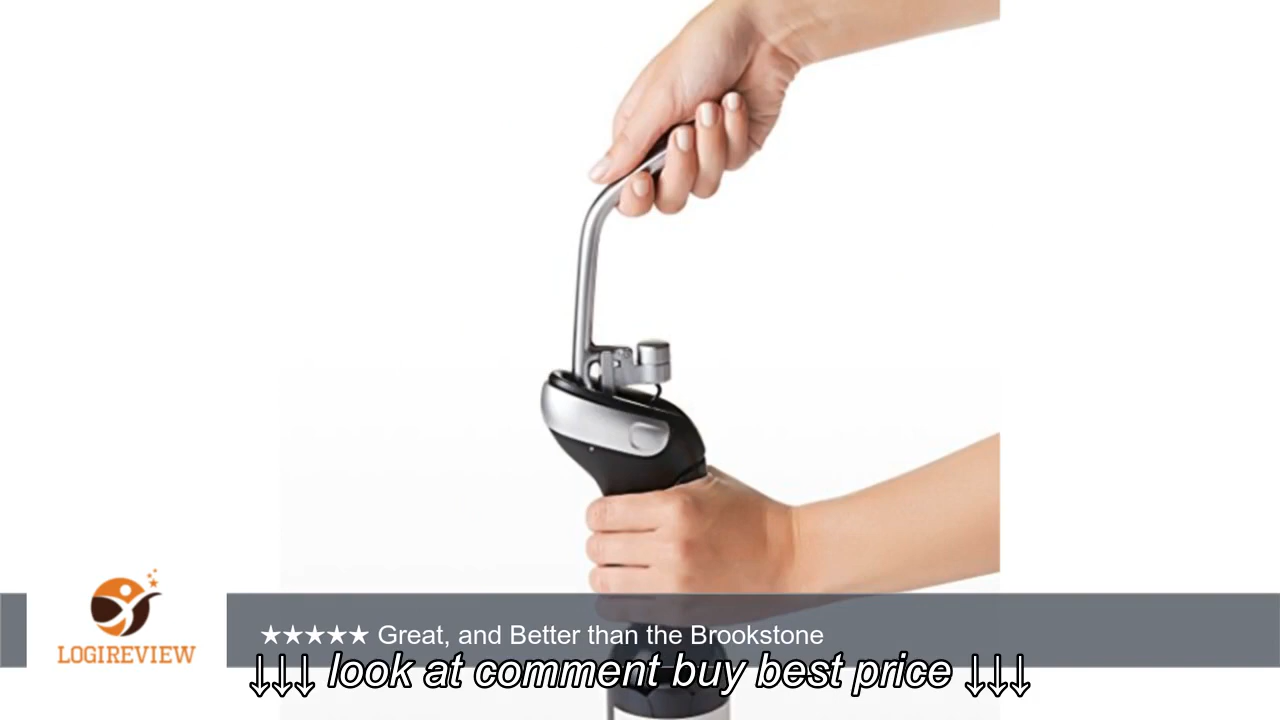 ★★★★★ Great, and Better than the Brookstone
LOGIREVIEW
↓↓↓ look at comment buy best price ↓↓↓